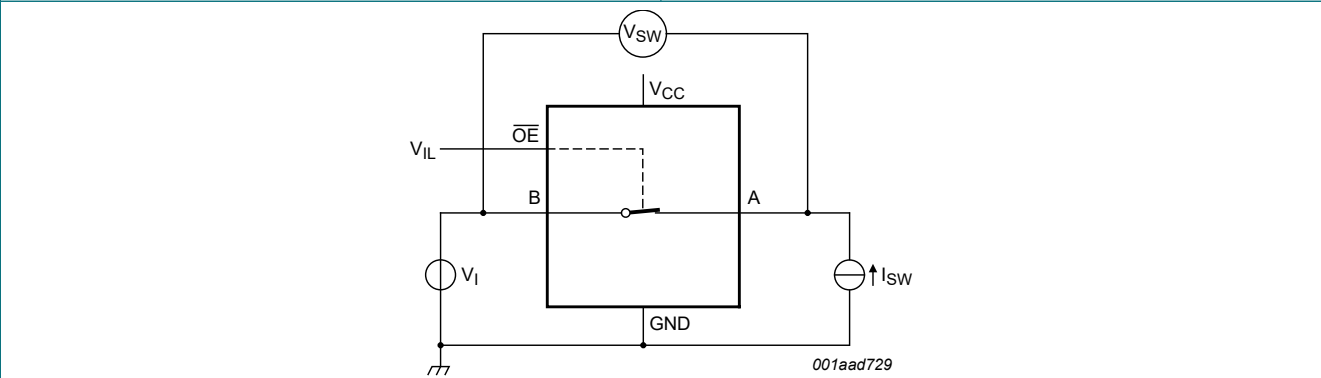 VSW
VCC
OE
VIL
B
A
VI
ISW
GND
001aad729